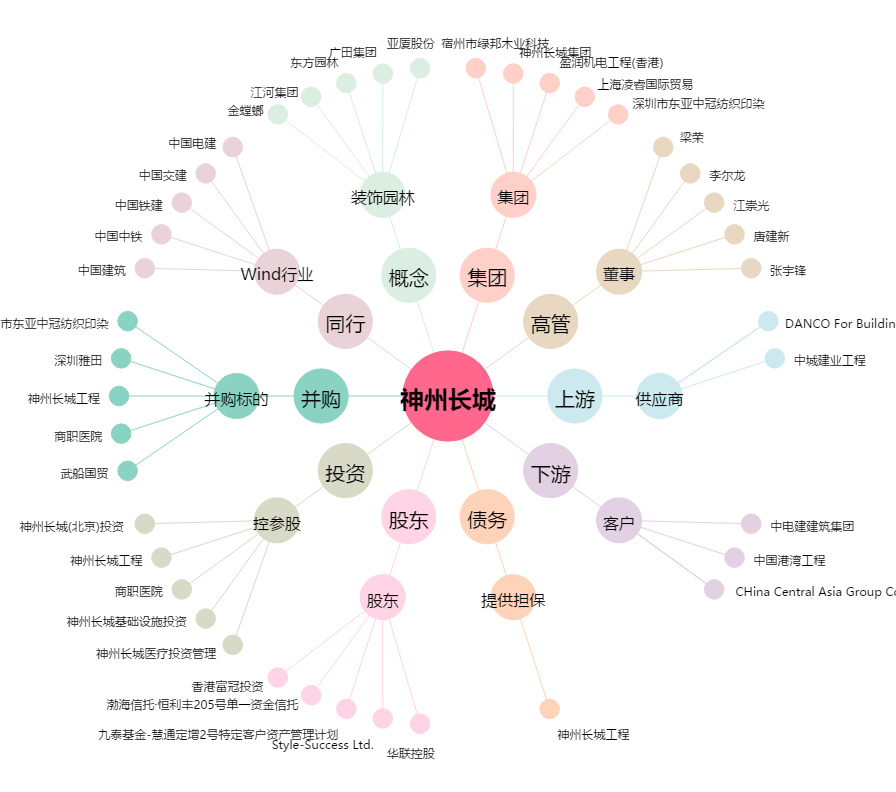 亚厦股份
宿州市绿邦木业科技
广田集团
神州长城集团
东方园林
盈润机电工程(香港)
江河集团
上海凌睿国际贸易
金螳螂
深圳市东亚中冠纺织印染
中国电建
梁荣
中国交建
李尔龙
装饰园林
集团
中国铁建
江崇光
中国中铁
唐建新
中国建筑
Wind行业
概念
集团
董事
张宇锋
市东亚中冠纺织印染
同行
高管
DANCO For Buildin
深圳雅田
中城建业工程
神州长城工程
并购标的
并购
神州长城
上游
供应商
商职医院
武船国贸
投资
下游
神州长城(北京)投资
控参股
股东
债务
客户
中电建建筑集团
神州长城工程
中国港湾工程
商职医院
CHina Central Asia Group Co
神州长城基础设施投资
股东
提供担保
神州长城医疗投资管理
香港富冠投资
渤海信托·恒利丰205号单一资金信托
九泰基金-慧通定增2号特定客户资产管理计划
神州长城工程
Style-Success Ltd.
华联控股